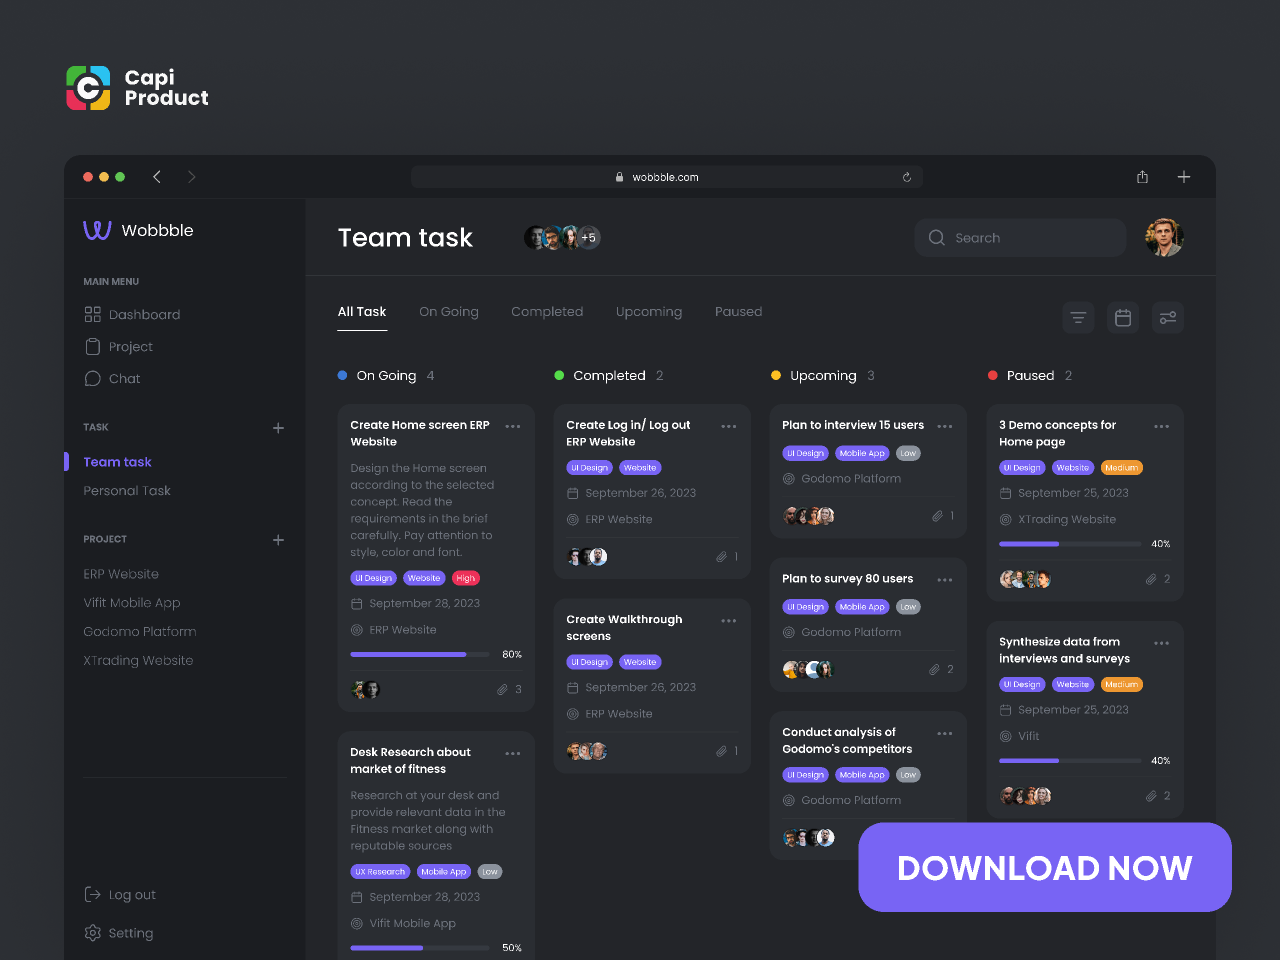 Capi
Product
wobbble.com
Wobbble
MAIN MENU
Dashboard
Project
Chat
TASK
Team task
Personal Task
PROJECT
ERP Website
Vifit Mobile App
Godomo Platform
XTrading Website
Log out
Setting
Team task
+5
Search
All Task
On Going
Completed
Upcoming
Paused
On Going 4
Create Home screen ERP
Website
Design the Home screen
according to the selected
concept. Read the
requirements in the brief
carefully. Pay attention to
style, color and font.
UI Design Website High
September 28, 2023
ERP Website
80%
3
Desk Research about
market of fitness
Research at your desk and
provide relevant data in the
Fitness market along with
reputable sources
UX Research Mobile App Low
September 28, 2023
Vifit Mobile App
50%
Completed 2
Create Log in/ Log out
ERP Website
UI Design Website
September 26, 2023
ERP Website
1
Create Walkthrough
screens
UI Design Website
September 26, 2023
ERP Website
1
Upcoming 3
Plan to interview 15 users
UI Design Mobile App Low
Godomo Platform
1
Plan to survey 80 users
UI Design Mobile App Low
Godomo Platform
2
Conduct analysis of
Godomo's competitors
UI Design Mobile App Low
Godomo Platform
Paused 2
3 Demo concepts for
Home page
UI Design Website Medium
September 25, 2023
XTrading Website
40%
2
Synthesize data from
interviews and surveys
UI Design Website Medium
September 25, 2023
Vifit
40%
2
DOWNLOAD NOW